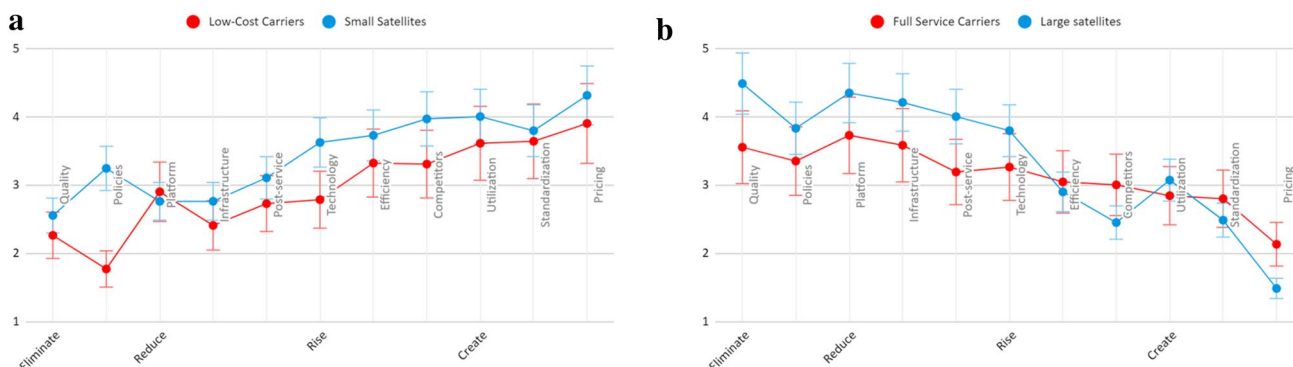 a
Low-Cost Carriers
Small Satellites
5
4
3
2
1
Quality
Policies
Platform
Infrastructure
Post-service
Technology
Efficiency
Competitors
Utilization
Standardization
Pricing
Eliminate
Reduce
Rise
Create
b
Full Service Carriers
Large satellites
5
4
3
2
1
Quality
Policies
Platform
Infrastructure
Post-service
Technology
Efficiency
Competitors
Utilization
Standardization
Pricing
Eliminate
Reduce
Rise
Create